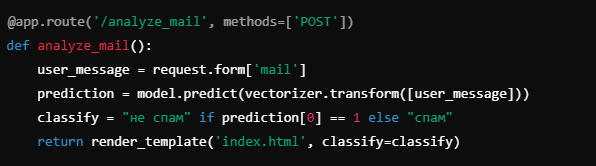 @app.route('/analyze_mail', methods=['POST'])
def analyze_mail():
    user_message = request.form['mail']
    prediction = model.predict(vectorizer.transform([user_message]))
    classify = "не спам" if prediction[0] == 1 else "спам"
    return render_template('index.html', classify=classify)